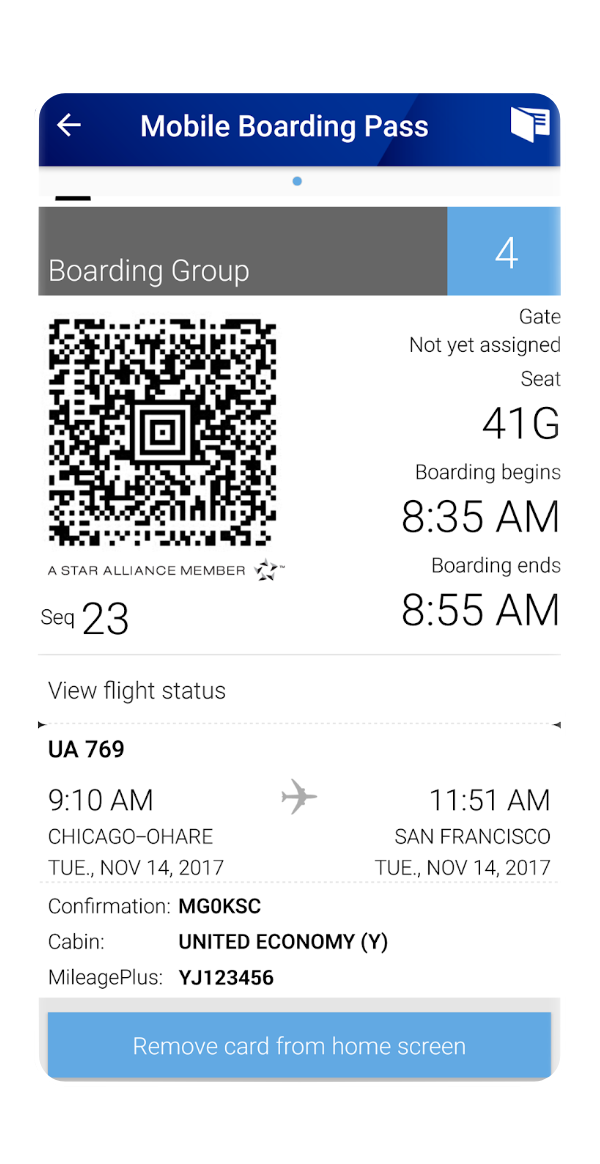 Mobile Boarding Pass
Boarding Group
4
Gate
Not yet assigned
Seat
41G
Boarding begins
8:35 AM
Boarding ends
8:55 AM
A STAR ALLIANCE MEMBER ™
Seq 23
View flight status
UA 769
9:10 AM
11:51 AM
CHICAGO-OHARE
SAN FRANCISCO
TUE., NOV 14, 2017
TUE., NOV 14, 2017
Confirmation: MG0KSC
Cabin: UNITED ECONOMY (Y)
MileagePlus: YJ123456
Remove card from home screen